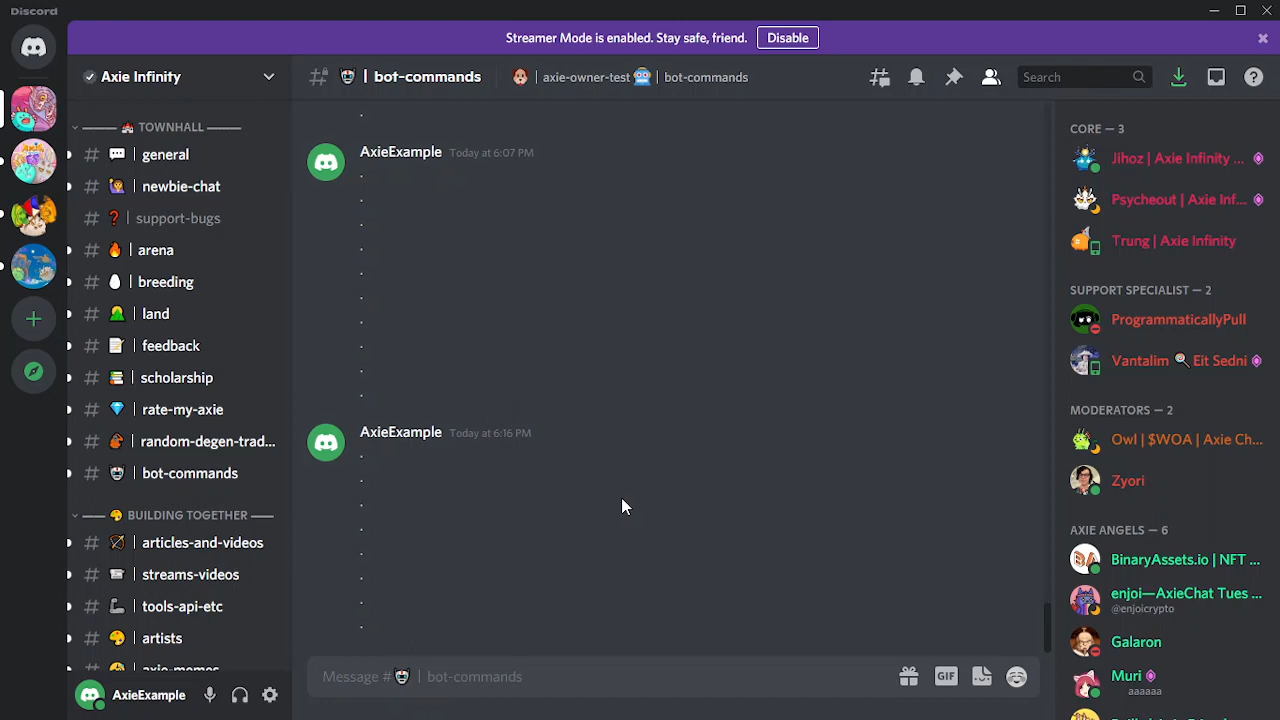 Discord
Streamer Mode is enabled. Stay safe, friend. Disable
Axie Infinity
bot-commands
axie-owner-test | bot-commands
Search
TOWNHALL
general
newbie-chat
support-bugs
arena
breeding
land
feedback
scholarship
rate-my-axie
random-degen-trad...
bot-commands
BUILDING TOGETHER
articles-and-videos
streams-videos
tools-api-etc
artists
axie-memes
AxieExample
AxieExample Today at 6:07 PM
.
.
.
.
.
.
.
.
.
.
AxieExample Today at 6:16 PM
.
.
.
.
.
.
.
.
Message # | bot-commands
GIF
CORE — 3
Jihoz | Axie Infinity ...
Psycheout | Axie Inf...
Trung | Axie Infinity
SUPPORT SPECIALIST — 2
ProgrammaticallyPull
Vantalim Eit Sedni
MODERATORS — 2
Owl | $WOA | Axie Ch...
Zyori
AXIE ANGELS — 6
BinaryAssets.io | NFT ...
enjoi—AxieChat Tues ...
@enjoicrypto
Galaron
Muri
aaaaaa